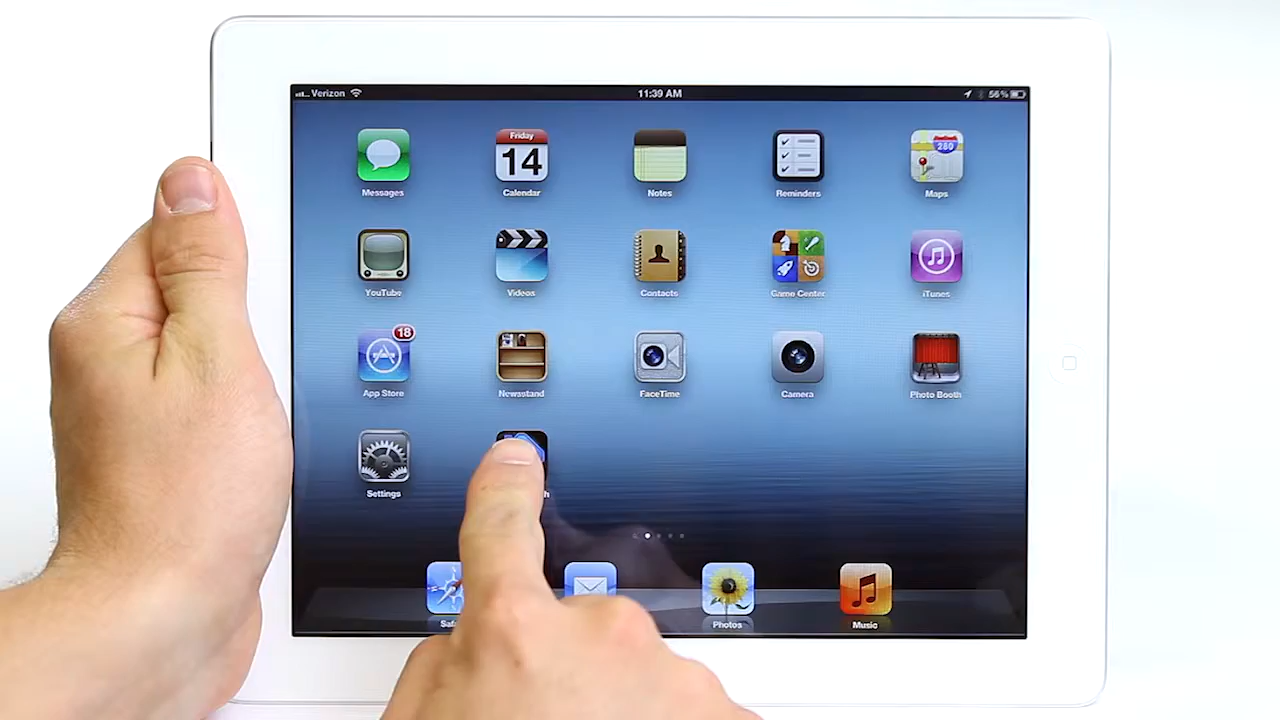 Verizon 11:39 AM 56%
Friday
14
280
Messages Calendar Notes Reminders Maps
YouTube Videos Contacts Game Center iTunes
18
App Store Newsstand FaceTime Camera Photo Booth
Settings
Photos Music